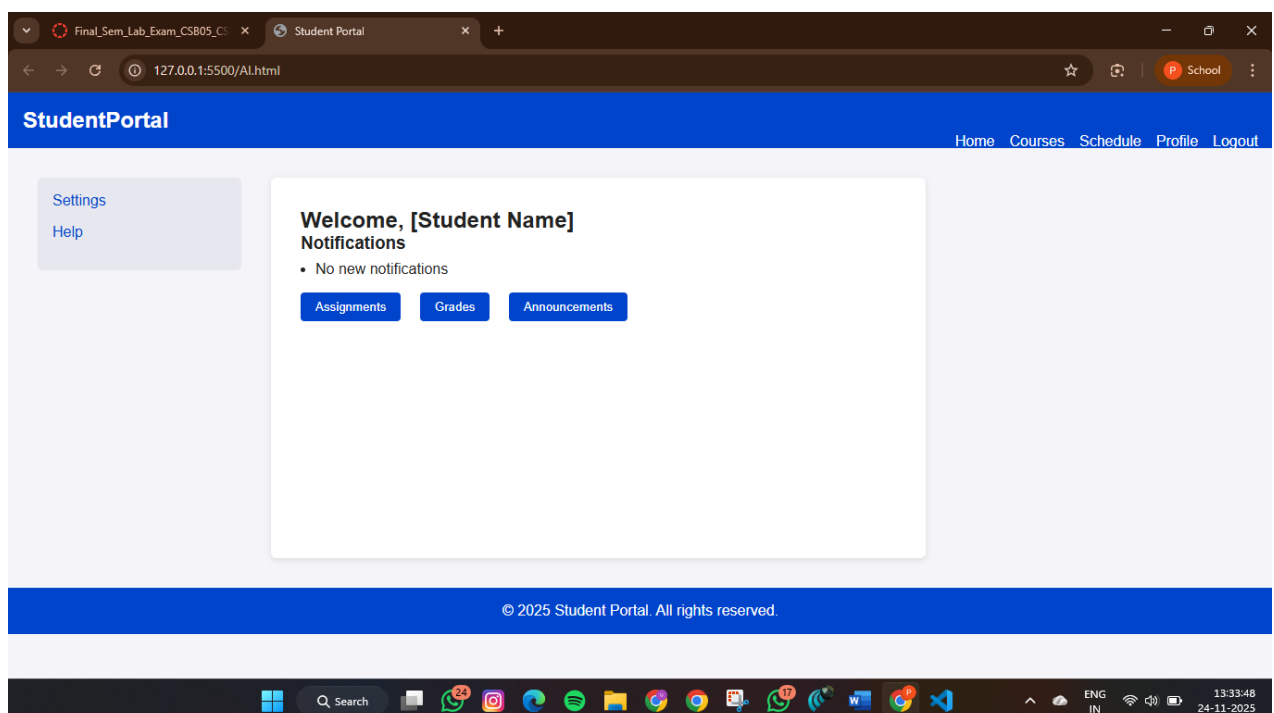 Final_Sem_Lab_Exam_CSB05_CS
Student Portal
127.0.0.1:5500/AI.html
P School
StudentPortal
Home Courses Schedule Profile Logout
Settings
Help
Welcome, [Student Name]
Notifications
• No new notifications
Assignments Grades Announcements
© 2025 Student Portal. All rights reserved.
Search
24
17
W
P
ENG
IN
13:33:48
24-11-2025